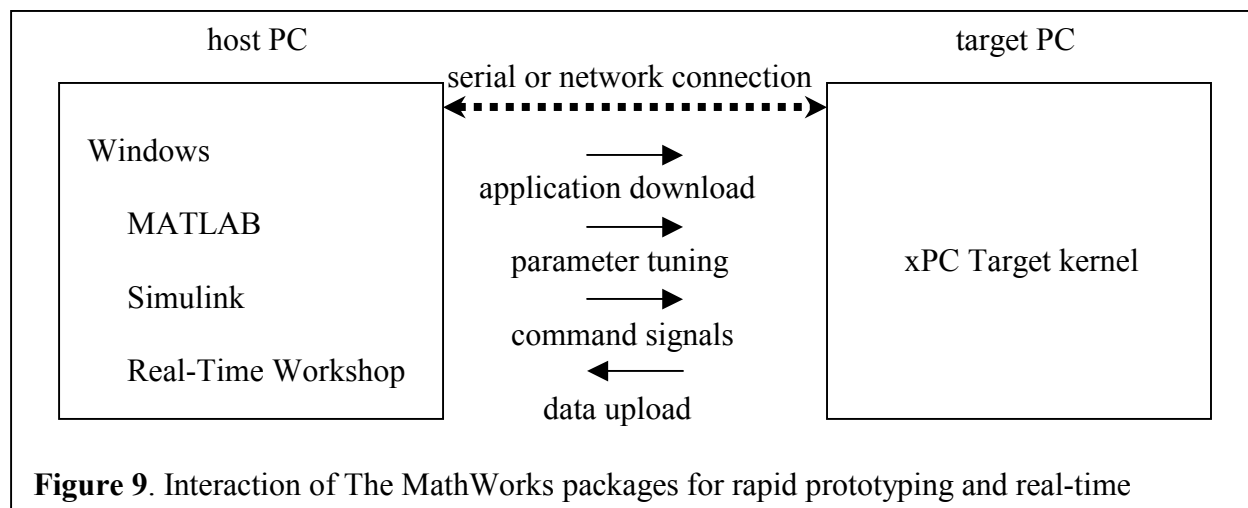 host PC
target PC
serial or network connection
Windows
application download
MATLAB
parameter tuning
xPC Target kernel
Simulink
command signals
Real-Time Workshop
data upload
Figure 9. Interaction of The MathWorks packages for rapid prototyping and real-time